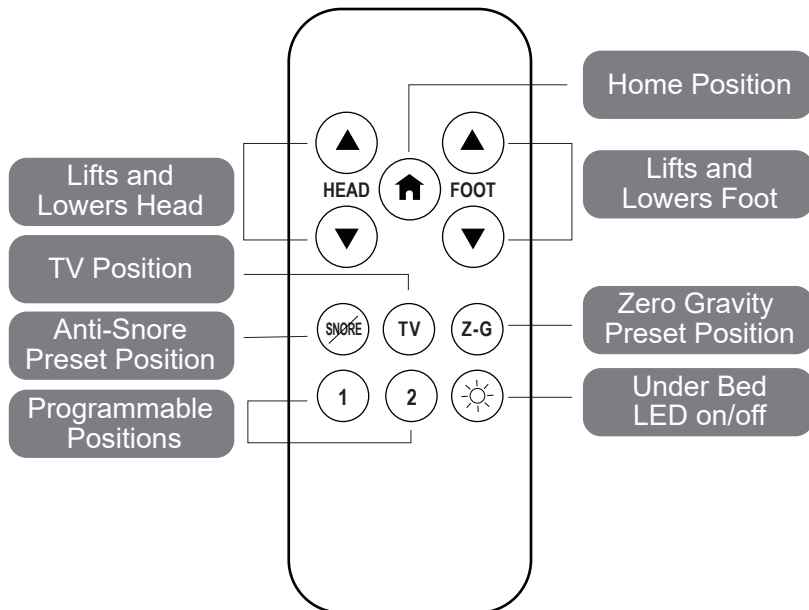 Home Position
HEAD
FOOT
Lifts and
Lowers Head
Lifts and
Lowers Foot
TV Position
SNORE
TV
Z-G
Zero Gravity
Preset Position
Anti-Snore
Preset Position
1
2
Under Bed
LED on/off
Programmable
Positions